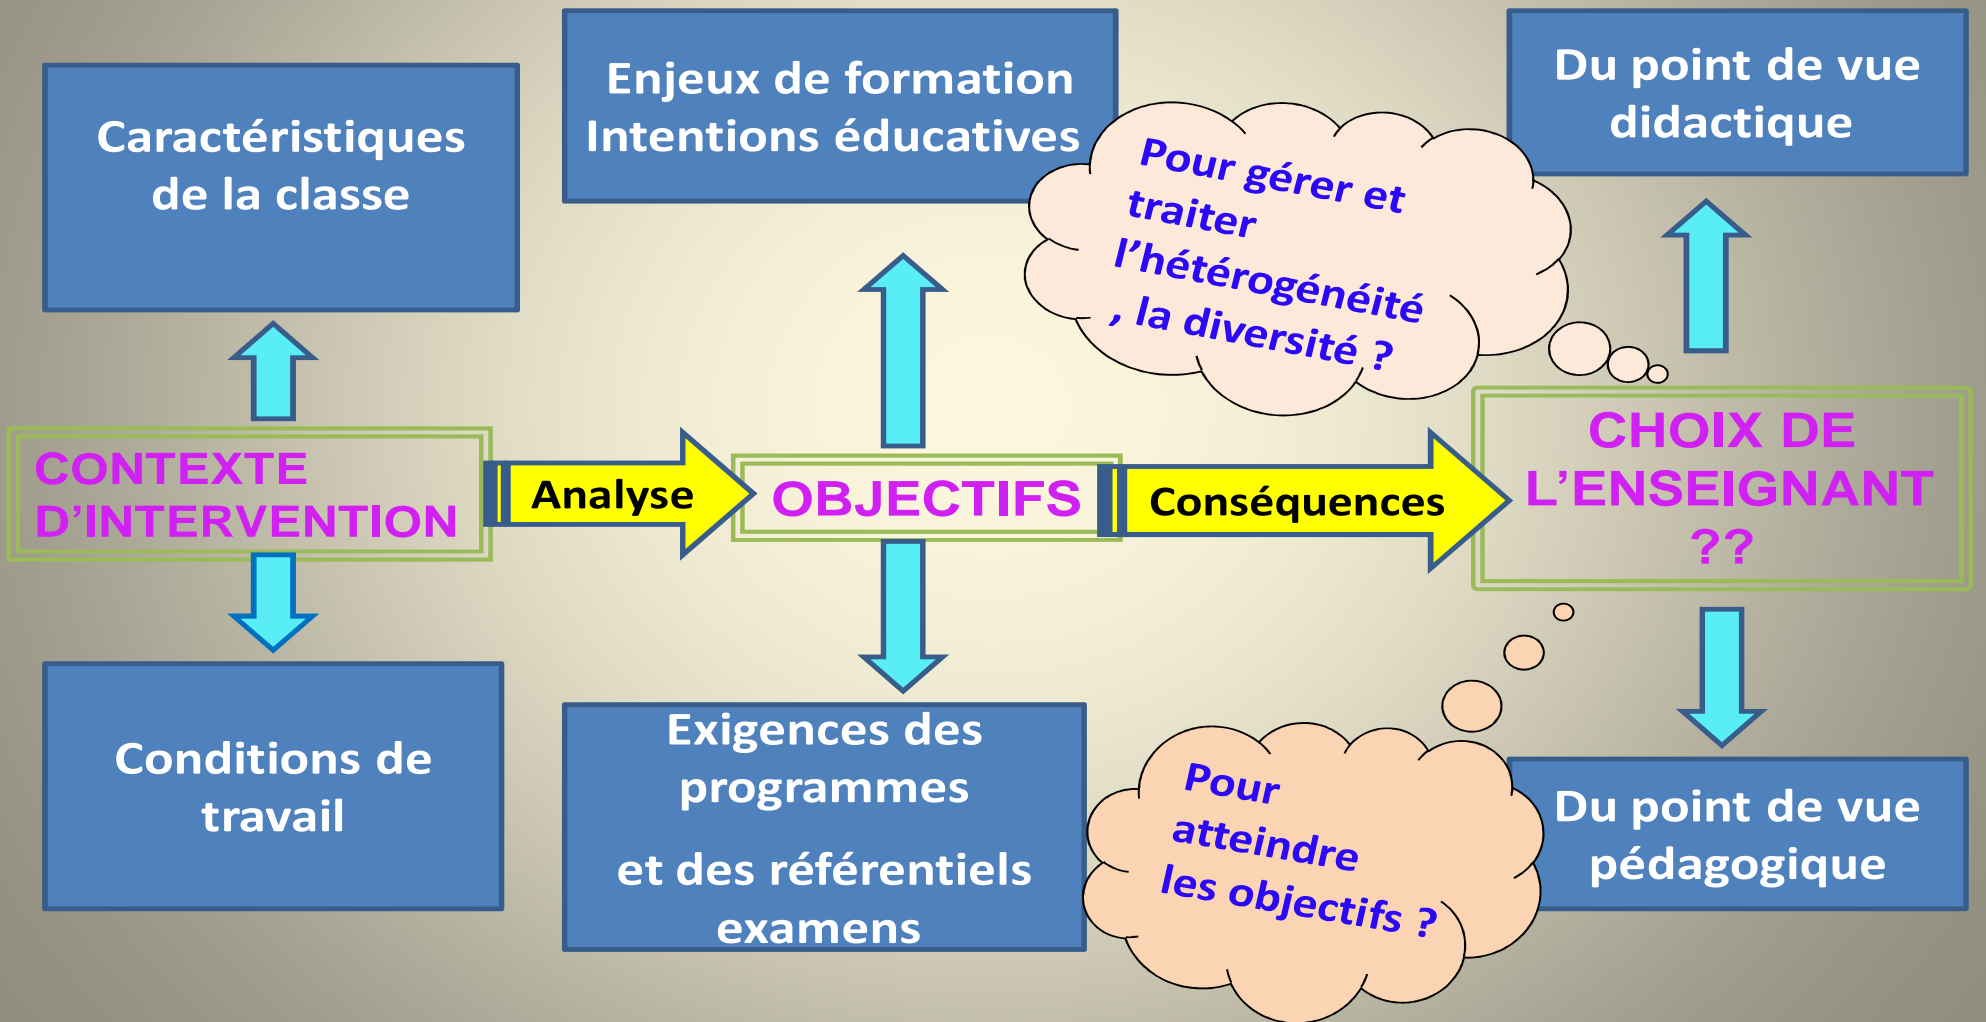 Caractéristiques
de la classe
Enjeux de formation
Intentions éducatives
Pour gérer et
traiter
l’hétérogénéité
, la diversité ?
Du point de vue
didactique
CONTEXTE
D’INTERVENTION
Analyse
OBJECTIFS
Conséquences
CHOIX DE
L’ENSEIGNANT
??
Conditions de
travail
Exigences des
programmes
et des référentiels
examens
Pour
atteindre
les objectifs ?
Du point de vue
pédagogique